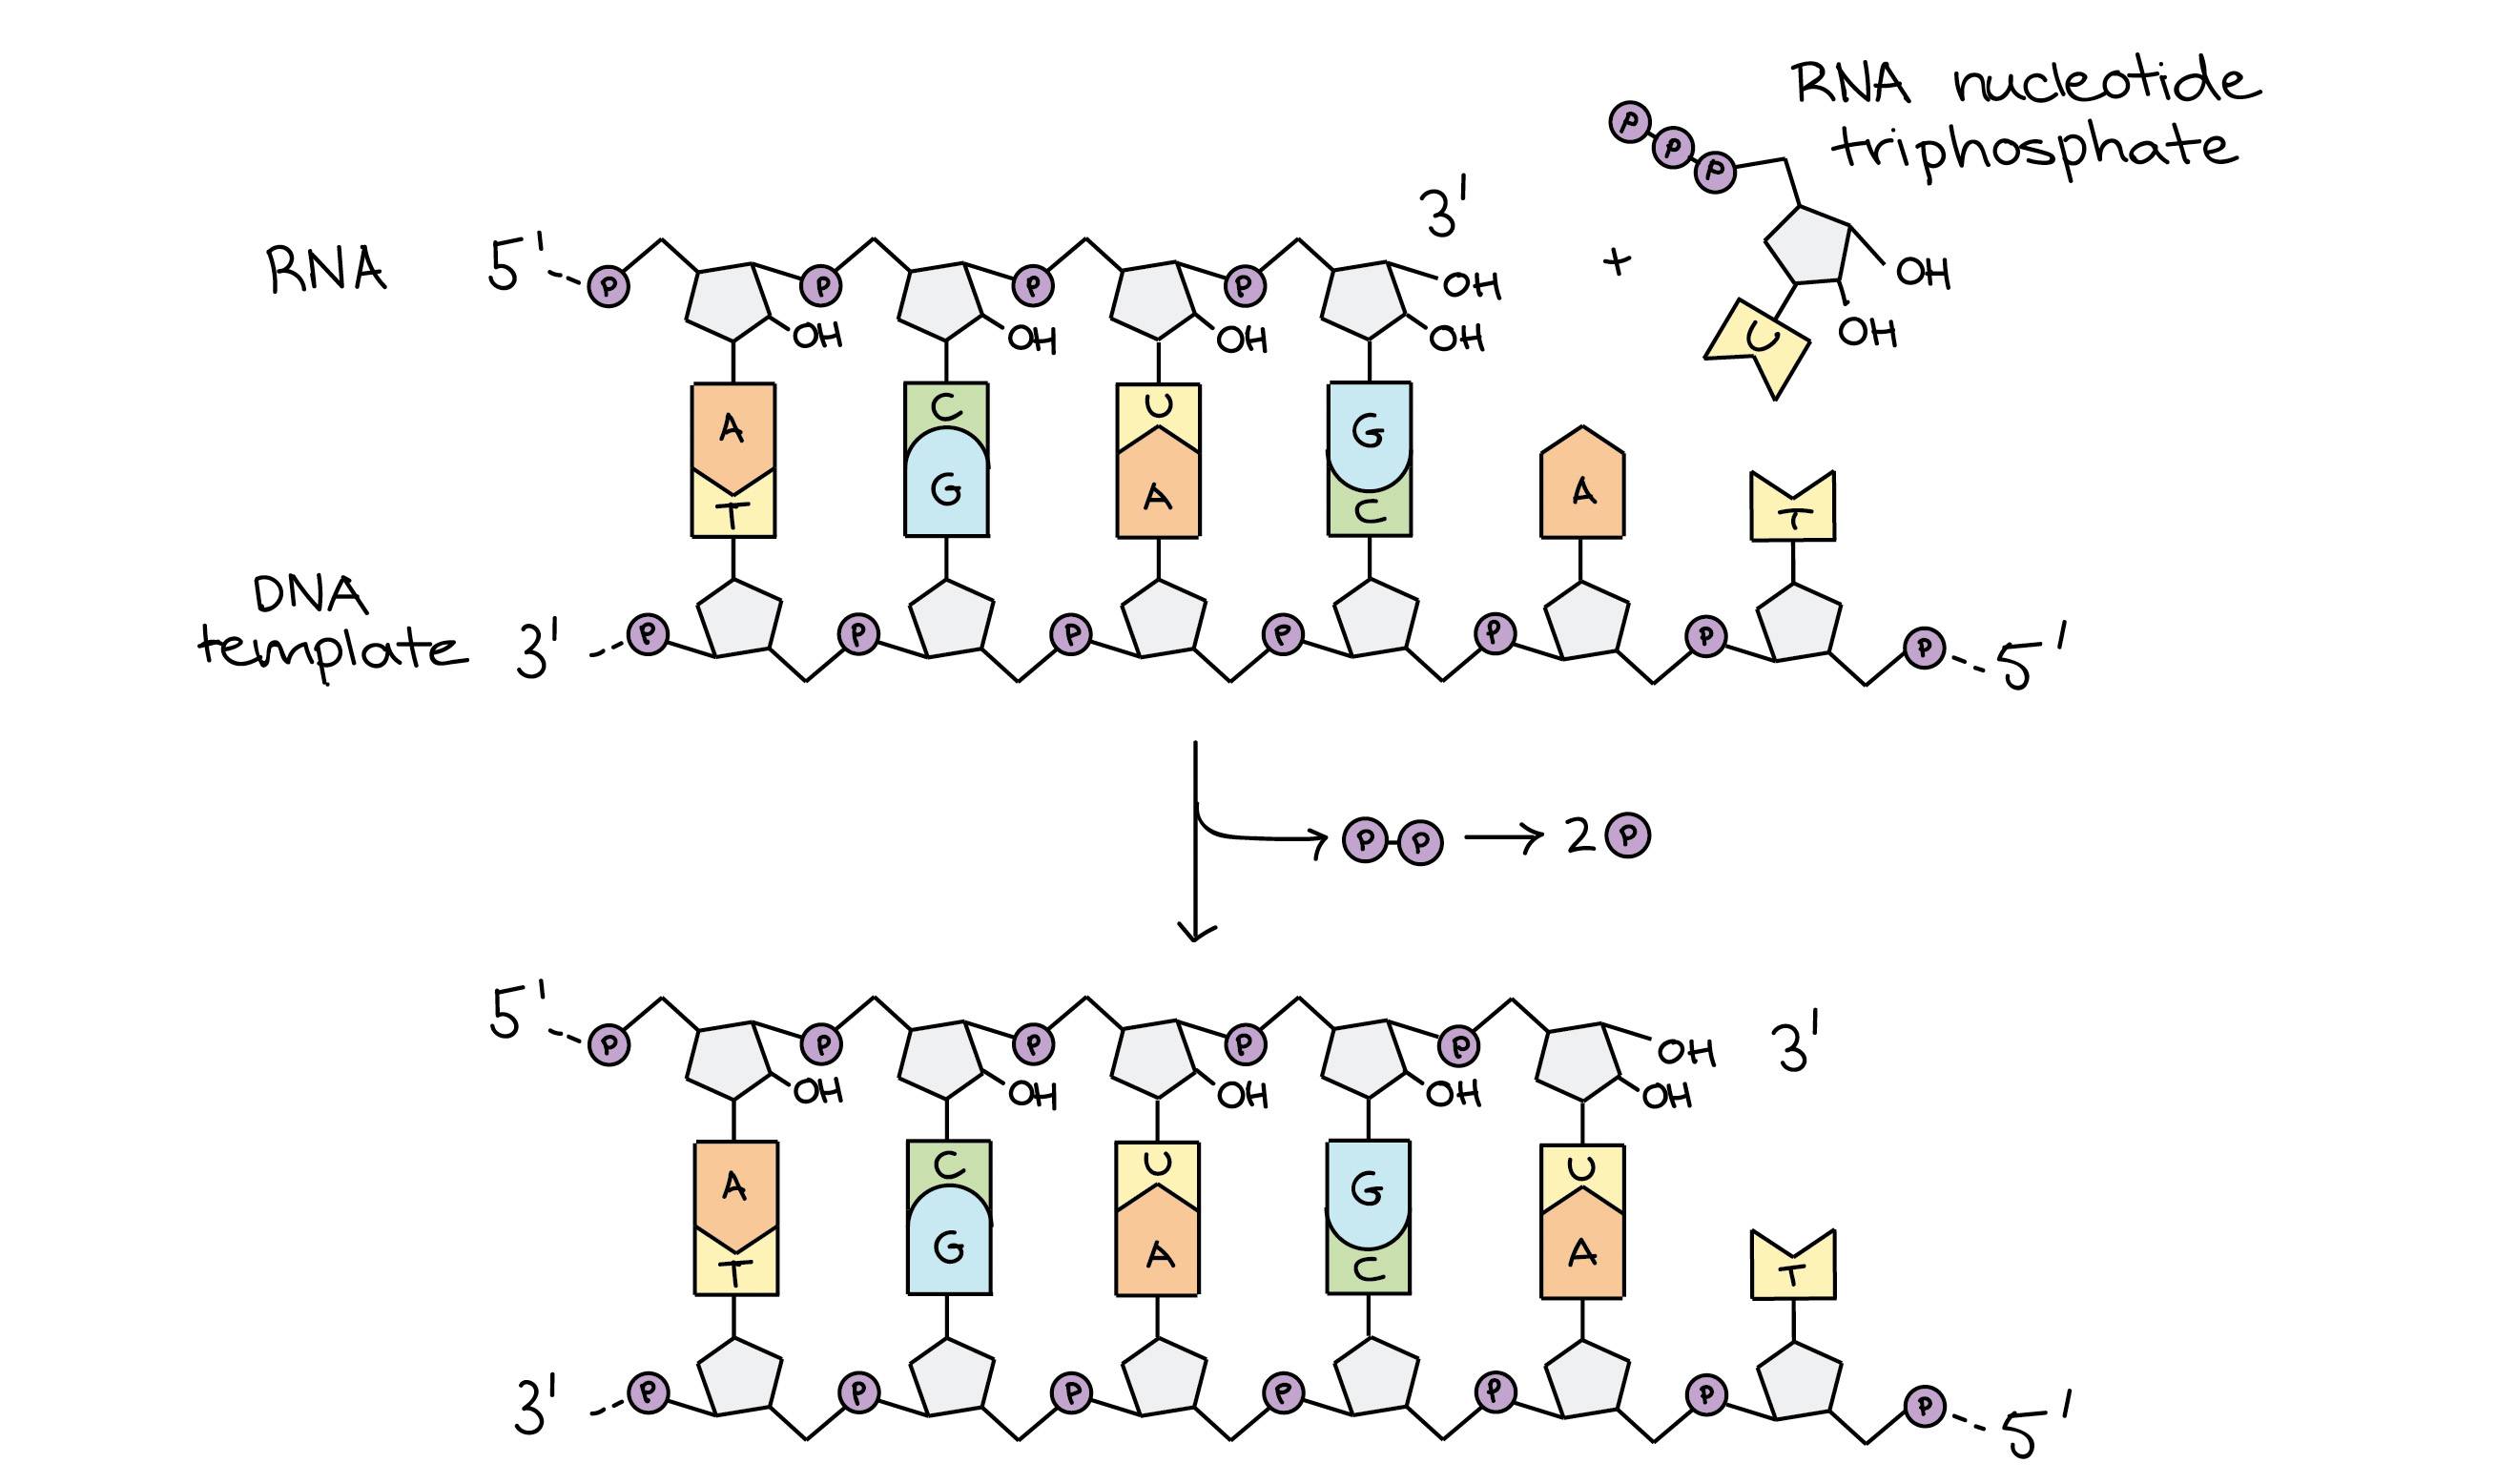 RNA nucleotide
triphosphate
P P P
3'
RNA 5' P P P P OH
+
OH
OH OH OH OH
U OH
A C U G
T G A C A T
DNA
template 3' P P P P P P P 5'
P P 2 P
5' P P P P P OH 3'
OH OH OH OH OH
A C U G U
T G A C A T
3' P P P P P P P 5'